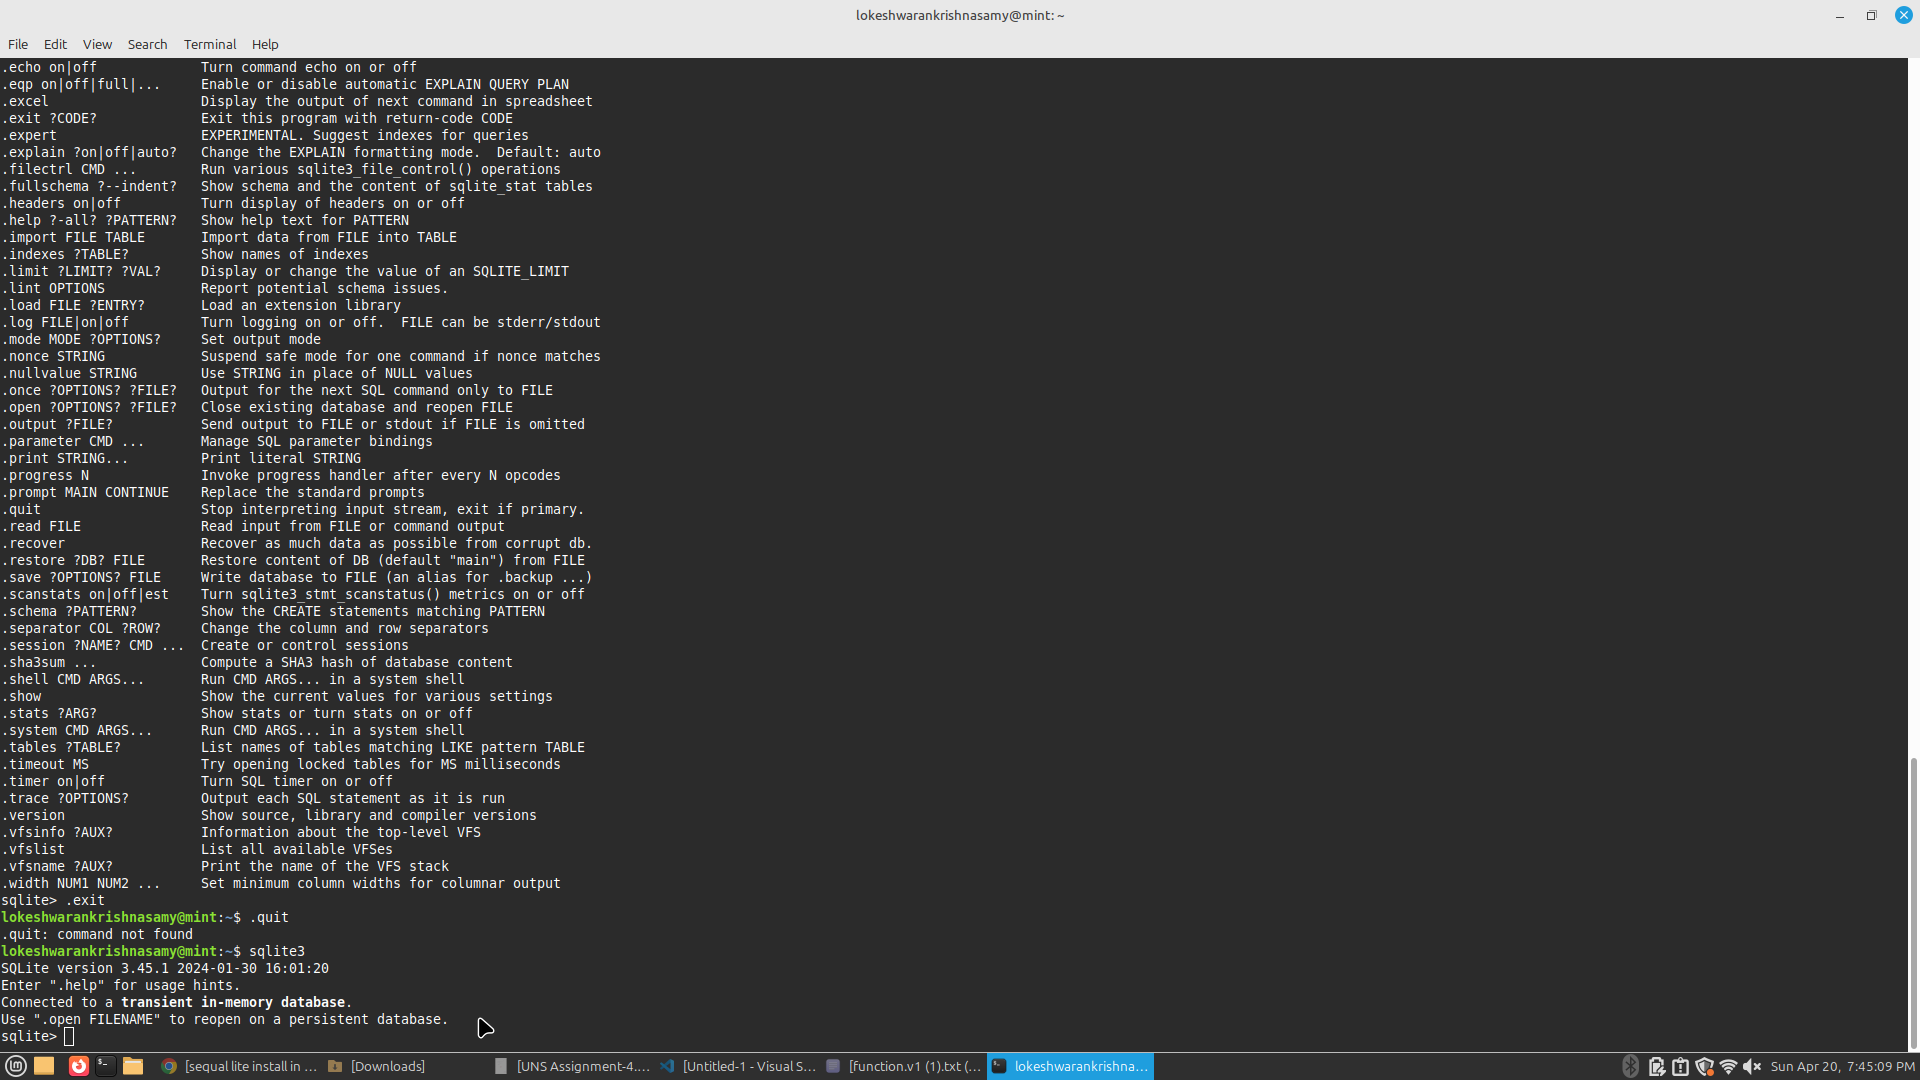 lokeshwarankrishnasamy@mint: ~
File Edit View Search Terminal Help
.echo on|off             Turn command echo on or off
.eqp on|off|full|...     Enable or disable automatic EXPLAIN QUERY PLAN
.excel                   Display the output of next command in spreadsheet
.exit ?CODE?             Exit this program with return-code CODE
.expert                  EXPERIMENTAL. Suggest indexes for queries
.explain ?on|off|auto?   Change the EXPLAIN formatting mode.  Default: auto
.filectrl CMD ...        Run various sqlite3_file_control() operations
.fullschema ?--indent?   Show schema and the content of sqlite_stat tables
.headers on|off          Turn display of headers on or off
.help ?-all? ?PATTERN?   Show help text for PATTERN
.import FILE TABLE       Import data from FILE into TABLE
.indexes ?TABLE?         Show names of indexes
.limit ?LIMIT? ?VAL?     Display or change the value of an SQLITE_LIMIT
.lint OPTIONS            Report potential schema issues.
.load FILE ?ENTRY?       Load an extension library
.log FILE|on|off         Turn logging on or off.  FILE can be stderr/stdout
.mode MODE ?OPTIONS?     Set output mode
.nonce STRING            Suspend safe mode for one command if nonce matches
.nullvalue STRING        Use STRING in place of NULL values
.once ?OPTIONS? ?FILE?   Output for the next SQL command only to FILE
.open ?OPTIONS? ?FILE?   Close existing database and reopen FILE
.output ?FILE?           Send output to FILE or stdout if FILE is omitted
.parameter CMD ...       Manage SQL parameter bindings
.print STRING...         Print literal STRING
.progress N              Invoke progress handler after every N opcodes
.prompt MAIN CONTINUE    Replace the standard prompts
.quit                    Stop interpreting input stream, exit if primary.
.read FILE               Read input from FILE or command output
.recover                 Recover as much data as possible from corrupt db.
.restore ?DB? FILE       Restore content of DB (default "main") from FILE
.save ?OPTIONS? FILE     Write database to FILE (an alias for .backup ...)
.scanstats on|off|est    Turn sqlite3_stmt_scanstatus() metrics on or off
.schema ?PATTERN?        Show the CREATE statements matching PATTERN
.separator COL ?ROW?     Change the column and row separators
.session ?NAME? CMD ...  Create or control sessions
.sha3sum ...             Compute a SHA3 hash of database content
.shell CMD ARGS...       Run CMD ARGS... in a system shell
.show                    Show the current values for various settings
.stats ?ARG?             Show stats or turn stats on or off
.system CMD ARGS...      Run CMD ARGS... in a system shell
.tables ?TABLE?          List names of tables matching LIKE pattern TABLE
.timeout MS              Try opening locked tables for MS milliseconds
.timer on|off            Turn SQL timer on or off
.trace ?OPTIONS?         Output each SQL statement as it is run
.version                 Show source, library and compiler versions
.vfsinfo ?AUX?           Information about the top-level VFS
.vfslist                 List all available VFSes
.vfsname ?AUX?           Print the name of the VFS stack
.width NUM1 NUM2 ...     Set minimum column widths for columnar output
sqlite> .exit
lokeshwarankrishnasamy@mint:~$ .quit
.quit: command not found
lokeshwarankrishnasamy@mint:~$ sqlite3
SQLite version 3.45.1 2024-01-30 16:01:20
Enter ".help" for usage hints.
Connected to a transient in-memory database.
Use ".open FILENAME" to reopen on a persistent database.
sqlite>
[sequal lite install in ... [Downloads] [UNS Assignment-4.... [Untitled-1 - Visual S... [function.v1 (1).txt (... lokeshwarankrishna... Sun Apr 20, 7:45:09 PM